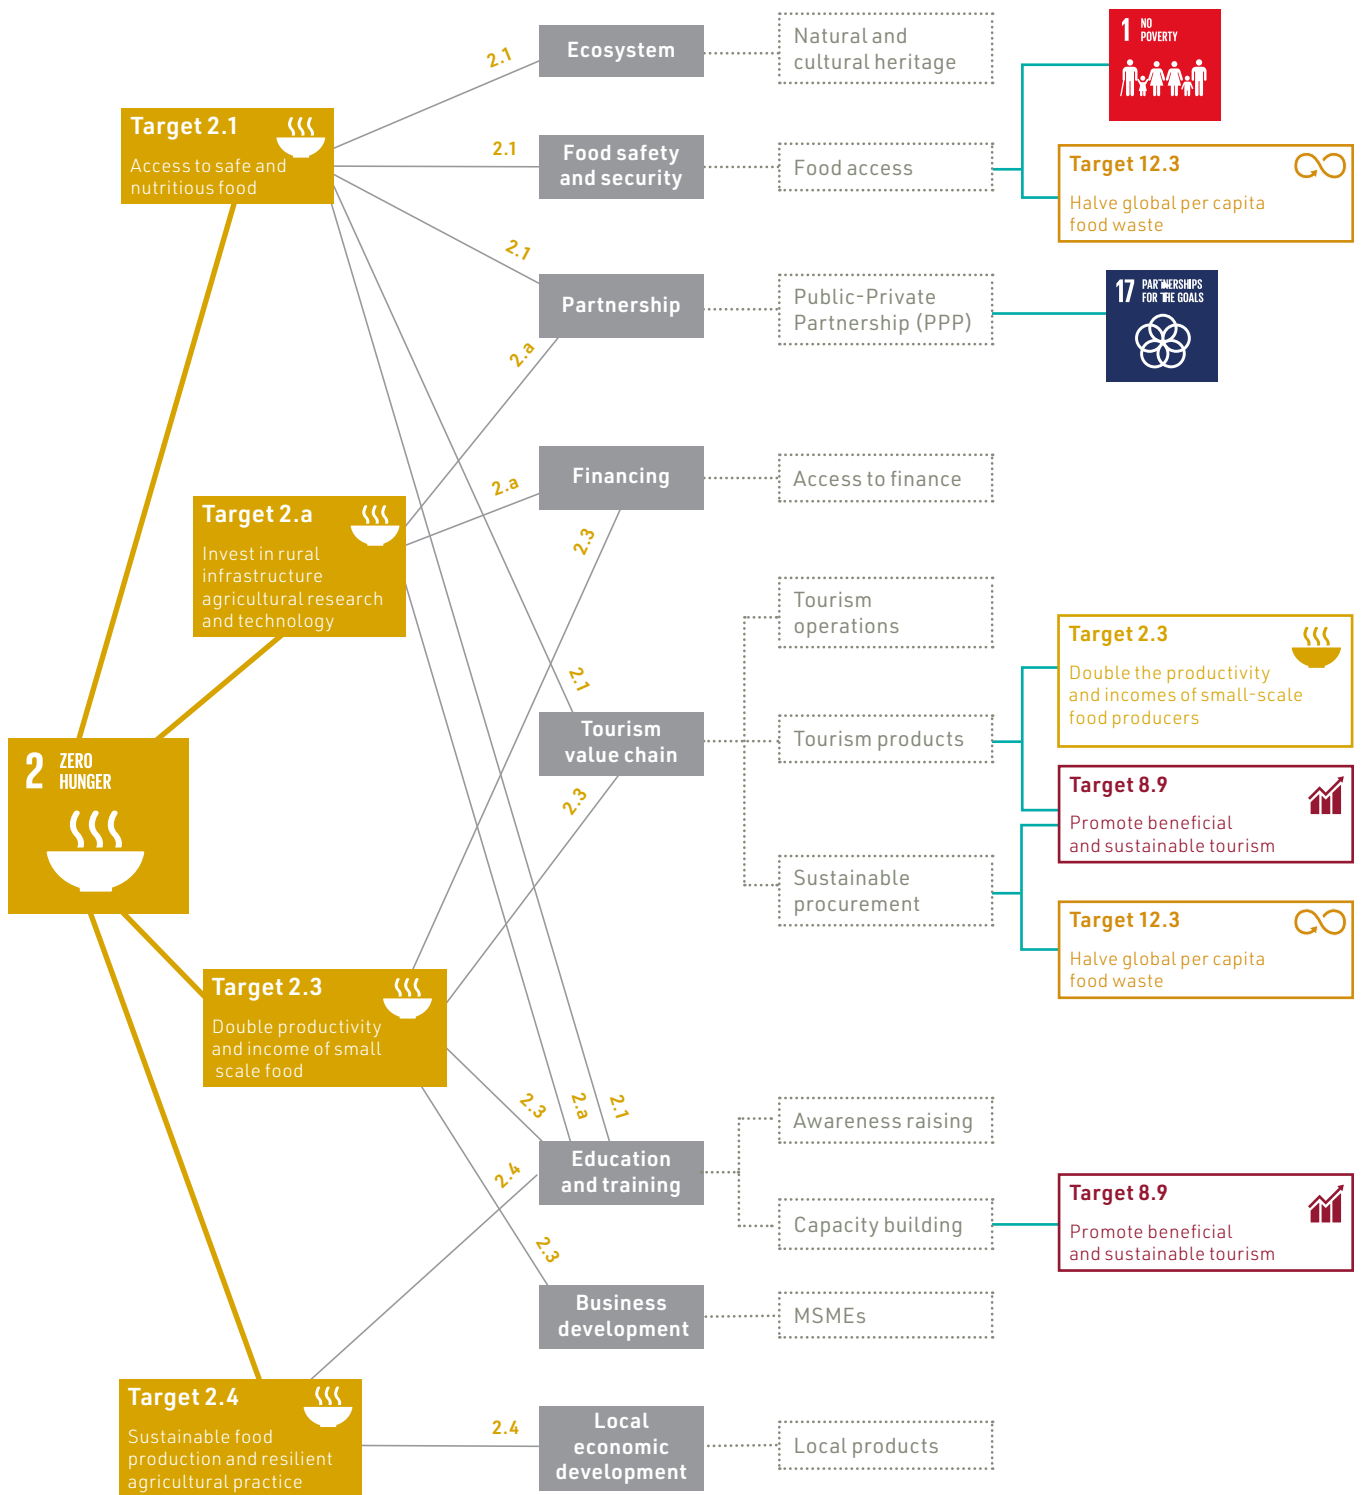 2 ZERO
HUNGER
Target 2.1
Access to safe and
nutritious food
Target 2.a
Invest in rural
infrastructure
agricultural research
and technology
Target 2.3
Double productivity
and income of small
scale food
Target 2.4
Sustainable food
production and resilient
agricultural practice
2.1
2.1
2.1
2.a
2.a
2.3
2.1
2.3
2.3
2.a
2.1
2.4
2.3
2.4
Ecosystem
Food safety
and security
Partnership
Financing
Tourism
value chain
Education
and training
Business
development
Local
economic
development
Natural and
cultural heritage
Food access
Public-Private
Partnership (PPP)
Access to finance
Tourism
operations
Tourism products
Sustainable
procurement
Awareness raising
Capacity building
MSMEs
Local products
1 NO
POVERTY
Target 12.3
Halve global per capita
food waste
17 PARTNERSHIPS
FOR THE GOALS
Target 2.3
Double the productivity
and incomes of small-scale
food producers
Target 8.9
Promote beneficial
and sustainable tourism
Target 12.3
Halve global per capita
food waste
Target 8.9
Promote beneficial
and sustainable tourism